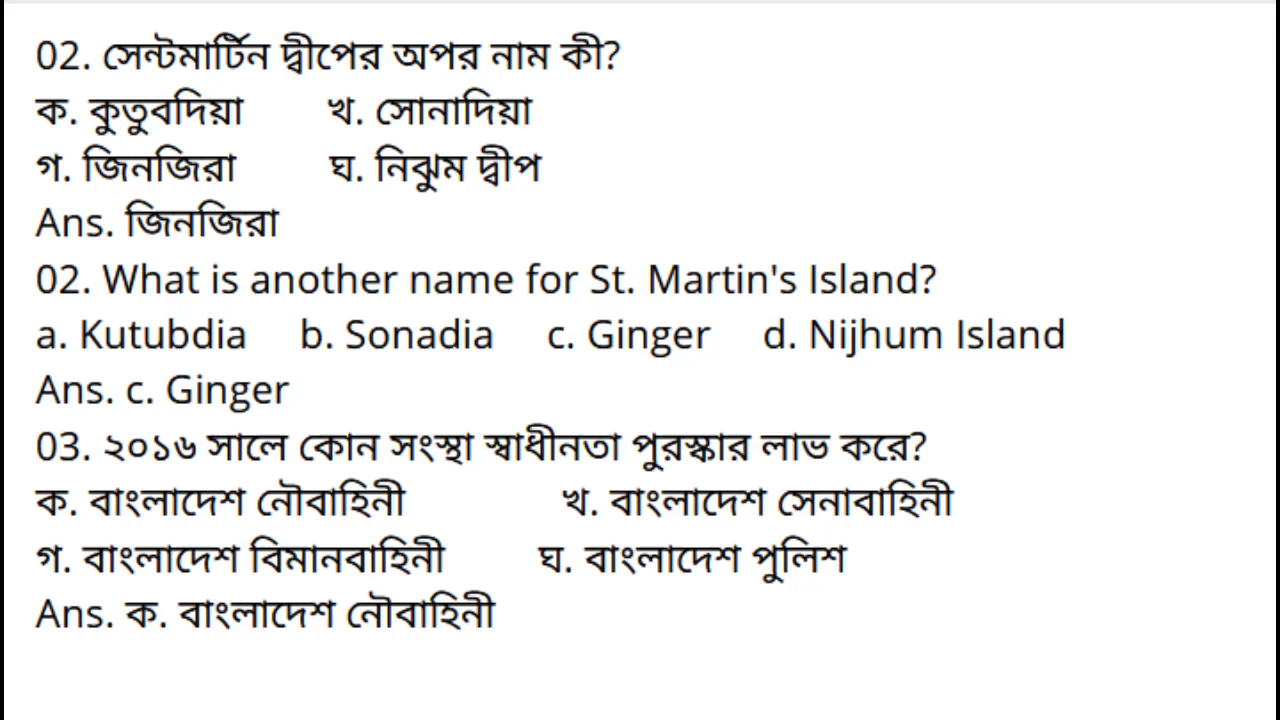 02. সেন্টমার্টিন দ্বীপের অপর নাম কী?
ক. কুতুবদিয়া খ. সোনাদিয়া
গ. জিনজিরা ঘ. নিঝুম দ্বীপ
Ans. জিনজিরা
02. What is another name for St. Martin's Island?
a. Kutubdia b. Sonadia c. Ginger d. Nijhum Island
Ans. c. Ginger
03. ২০১৬ সালে কোন সংস্থা স্বাধীনতা পুরস্কার লাভ করে?
ক. বাংলাদেশ নৌবাহিনী খ. বাংলাদেশ সেনাবাহিনী
গ. বাংলাদেশ বিমানবাহিনী ঘ. বাংলাদেশ পুলিশ
Ans. ক. বাংলাদেশ নৌবাহিনী